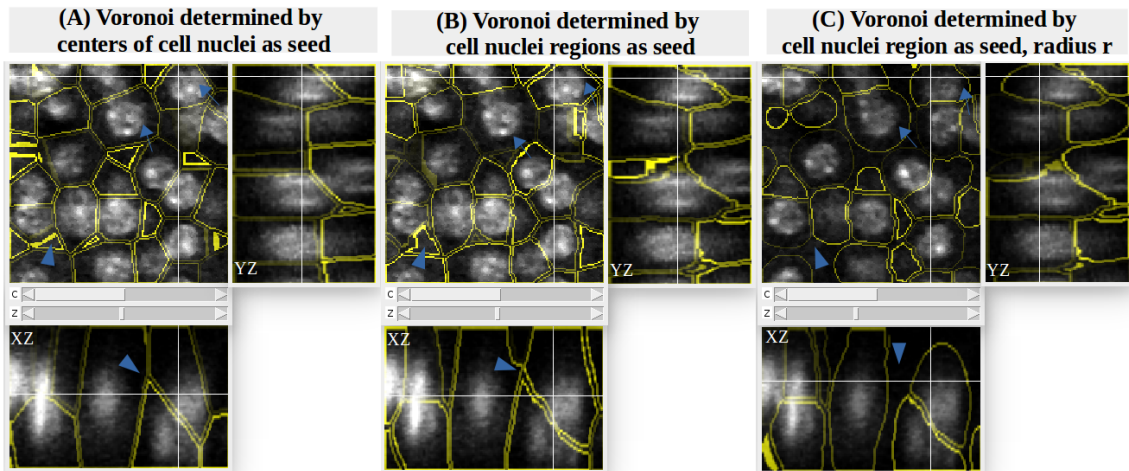 (A) Voronoi determined by
centers of cell nuclei as seed
(B) Voronoi determined by
cell nuclei regions as seed
(C) Voronoi determined by
cell nuclei region as seed, radius r
YZ
YZ
YZ
c
z
c
z
c
z
XZ
XZ
XZ